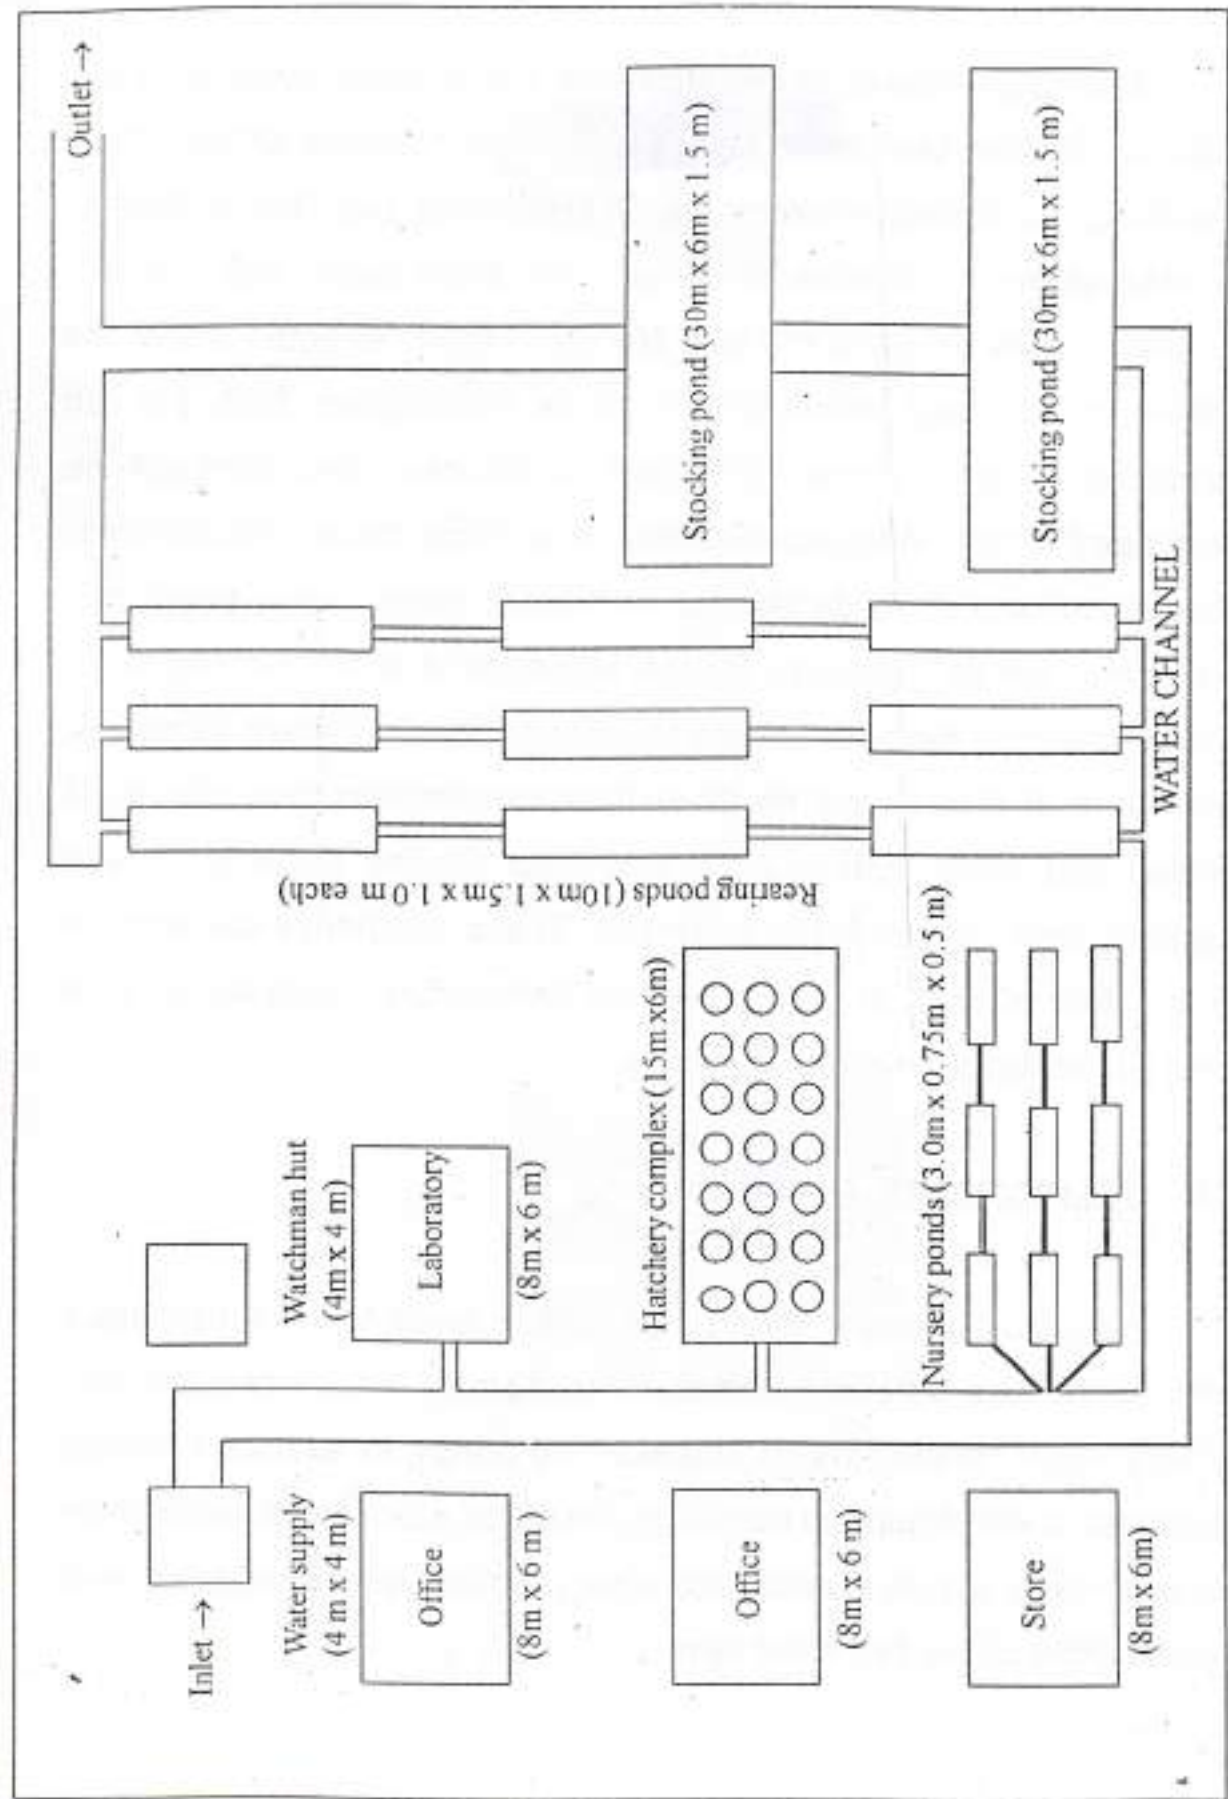 Inlet →
Water supply
(4 m x 4 m)
Office
(8m x 6 m)
Office
(8m x 6 m)
Store
(8m x 6m)
Watchman hut
(4m x 4 m)
Laboratory
(8m x 6 m)
Hatchery complex (15m x6m)
Nursery ponds (3.0m x 0.75m x 0.5 m)
Rearing ponds (10m x 1.5m x 1.0 m each)
WATER CHANNEL
Outlet →
Stocking pond (30m x 6m x 1.5 m)
Stocking pond (30m x 6m x 1.5 m)